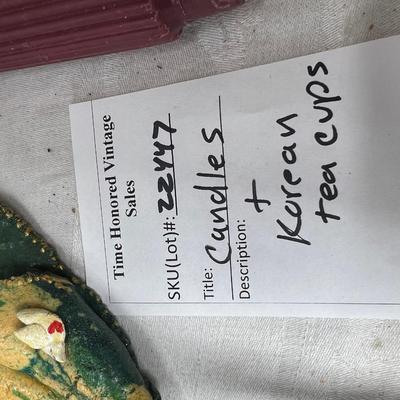 Time Honored Vintage
Sales
SKU(Lot)#: 22447
Title: Candles
Description: +
Korean
tea cups